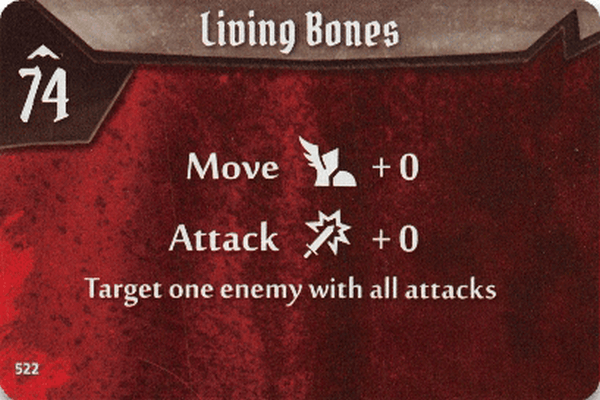 Living Bones
74
Move + 0
Attack + 0
Target one enemy with all attacks
522